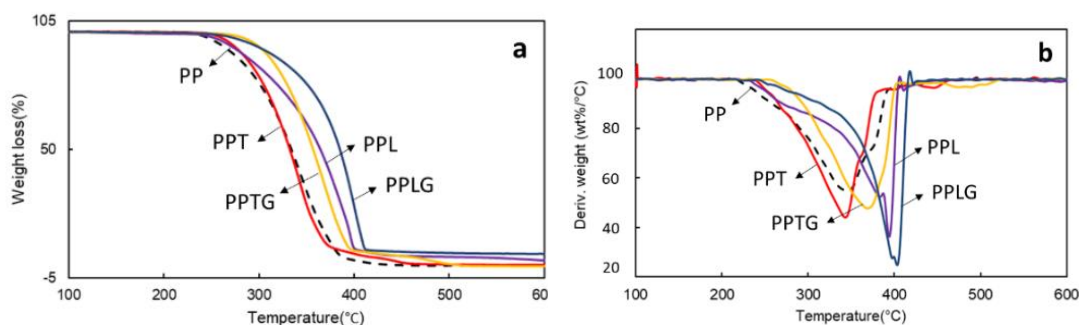 105
a
PP
Weight loss(%)
50
PPT
PPL
PPTG
PPLG
-5
100
200
300
400
500
600
Temperature(°C)
b
100
PP
80
Deriv. weight (wt%/°C)
PPT
PPL
60
PPTG
PPLG
40
20
100
200
300
400
500
600
Temperature(°C)